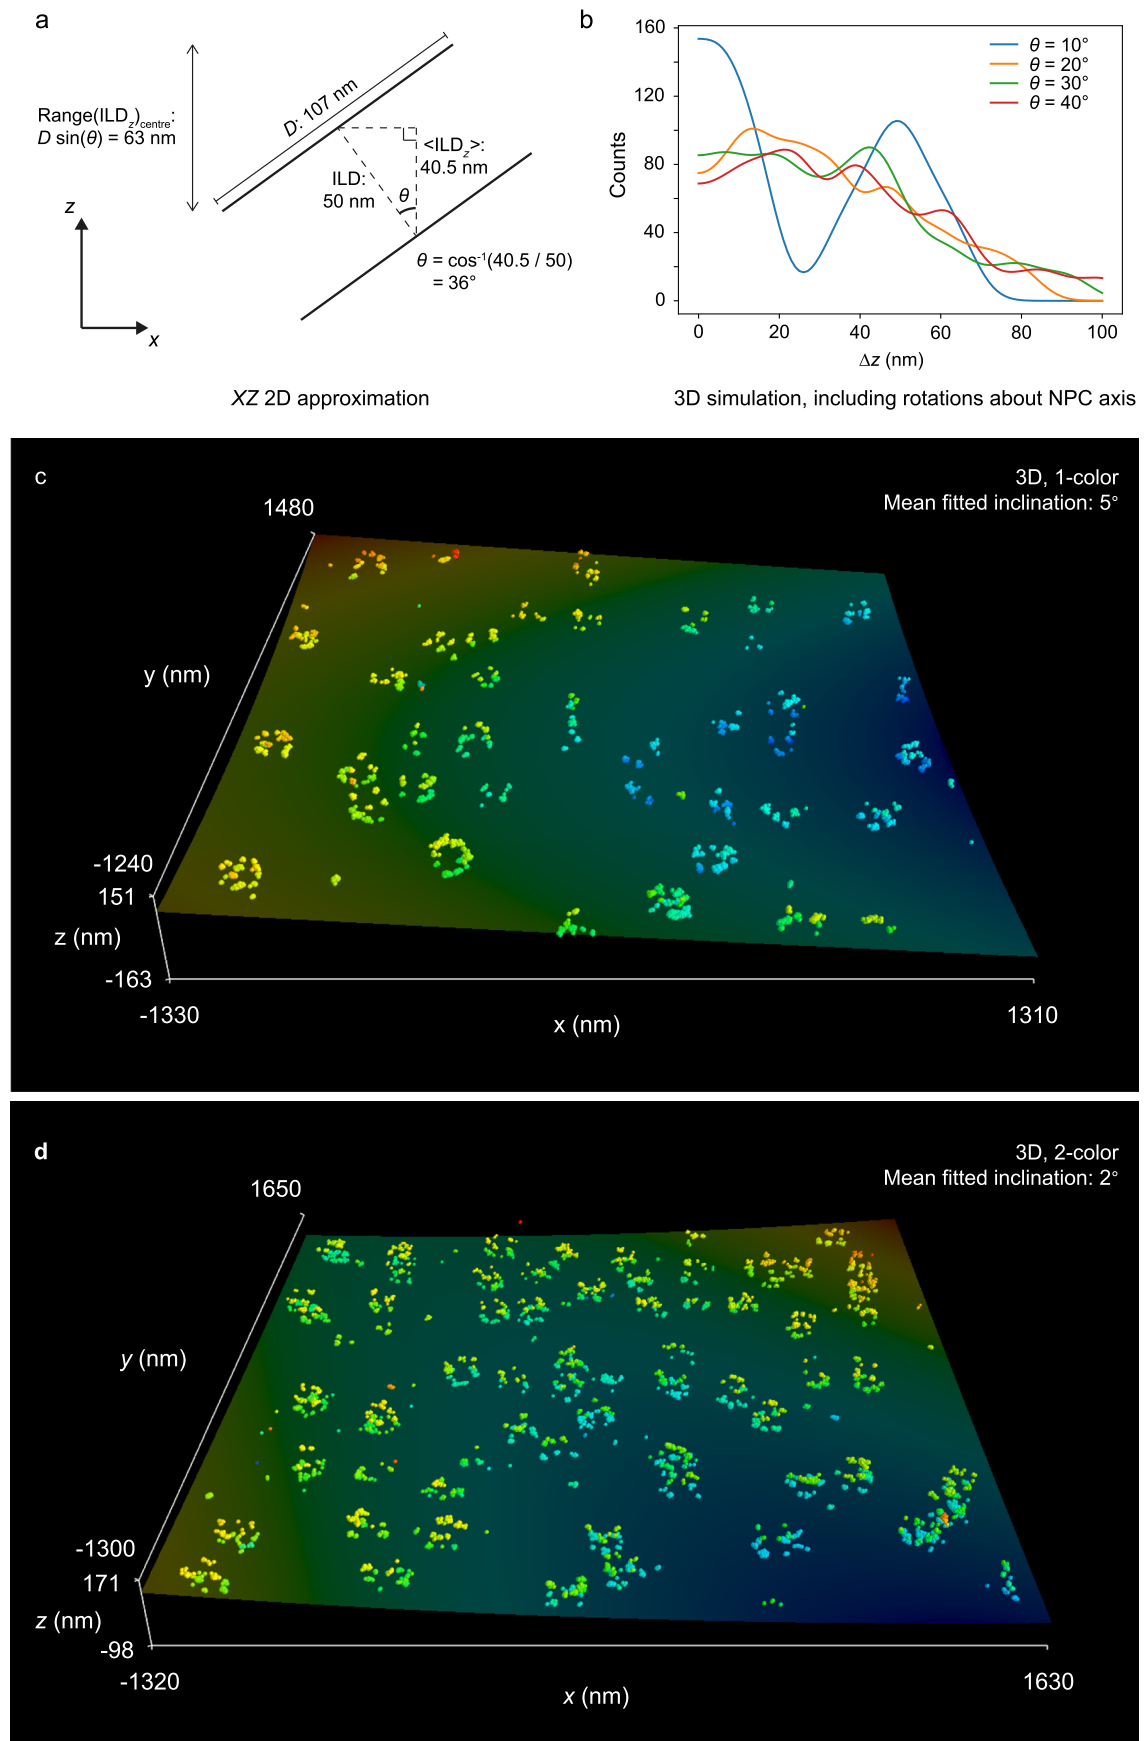 a
Range(ILDz)centre:
D sin(θ) = 63 nm
D: 107 nm
<ILDz>:
40.5 nm
ILD:
50 nm
θ
θ = cos⁻¹(40.5 / 50)
= 36°
z
x
XZ 2D approximation
b
160
120
80
40
0
Counts
θ = 10°
θ = 20°
θ = 30°
θ = 40°
0 20 40 60 80 100
Δz (nm)
3D simulation, including rotations about NPC axis
c
3D, 1-color
Mean fitted inclination: 5°
1480
y (nm)
-1240
151
z (nm)
-163
-1330
x (nm)
1310
d
3D, 2-color
Mean fitted inclination: 2°
1650
y (nm)
-1300
171
z (nm)
-98
-1320
x (nm)
1630